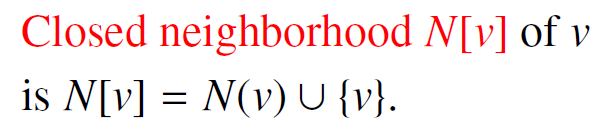 Closed neighborhood N[v] of v
is N[v] = N(v) ∪ {v}.